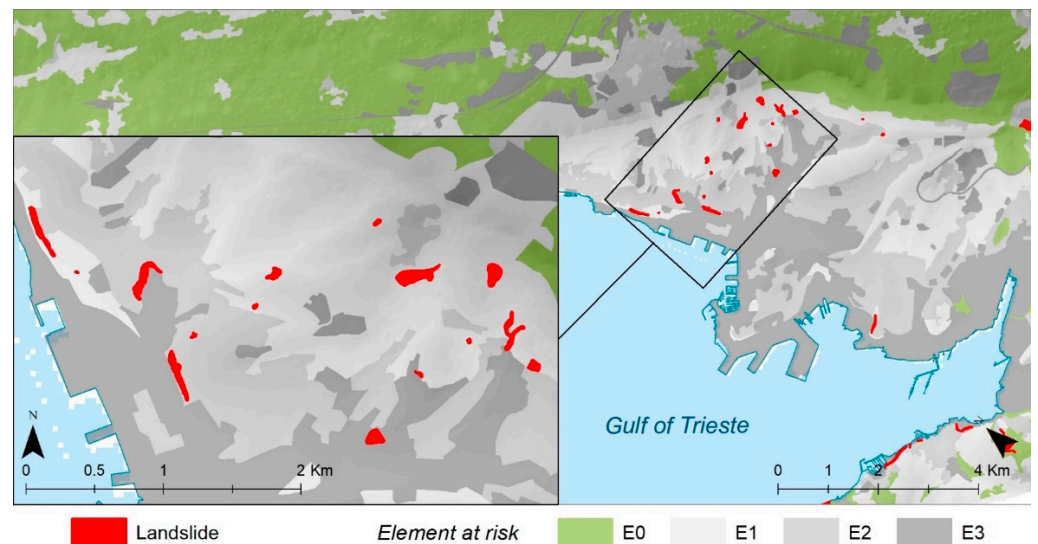 Gulf of Trieste
N
0 0.5 1 2 Km
N
0 1 2 4 Km
Landslide Element at risk E0 E1 E2 E3